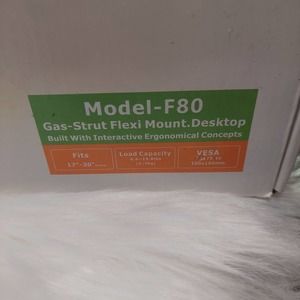 Model-F80
Gas-Strut Flexi Mount.Desktop
Built With Interactive Ergonomical Concepts
Fits
Load Capacity
VESA